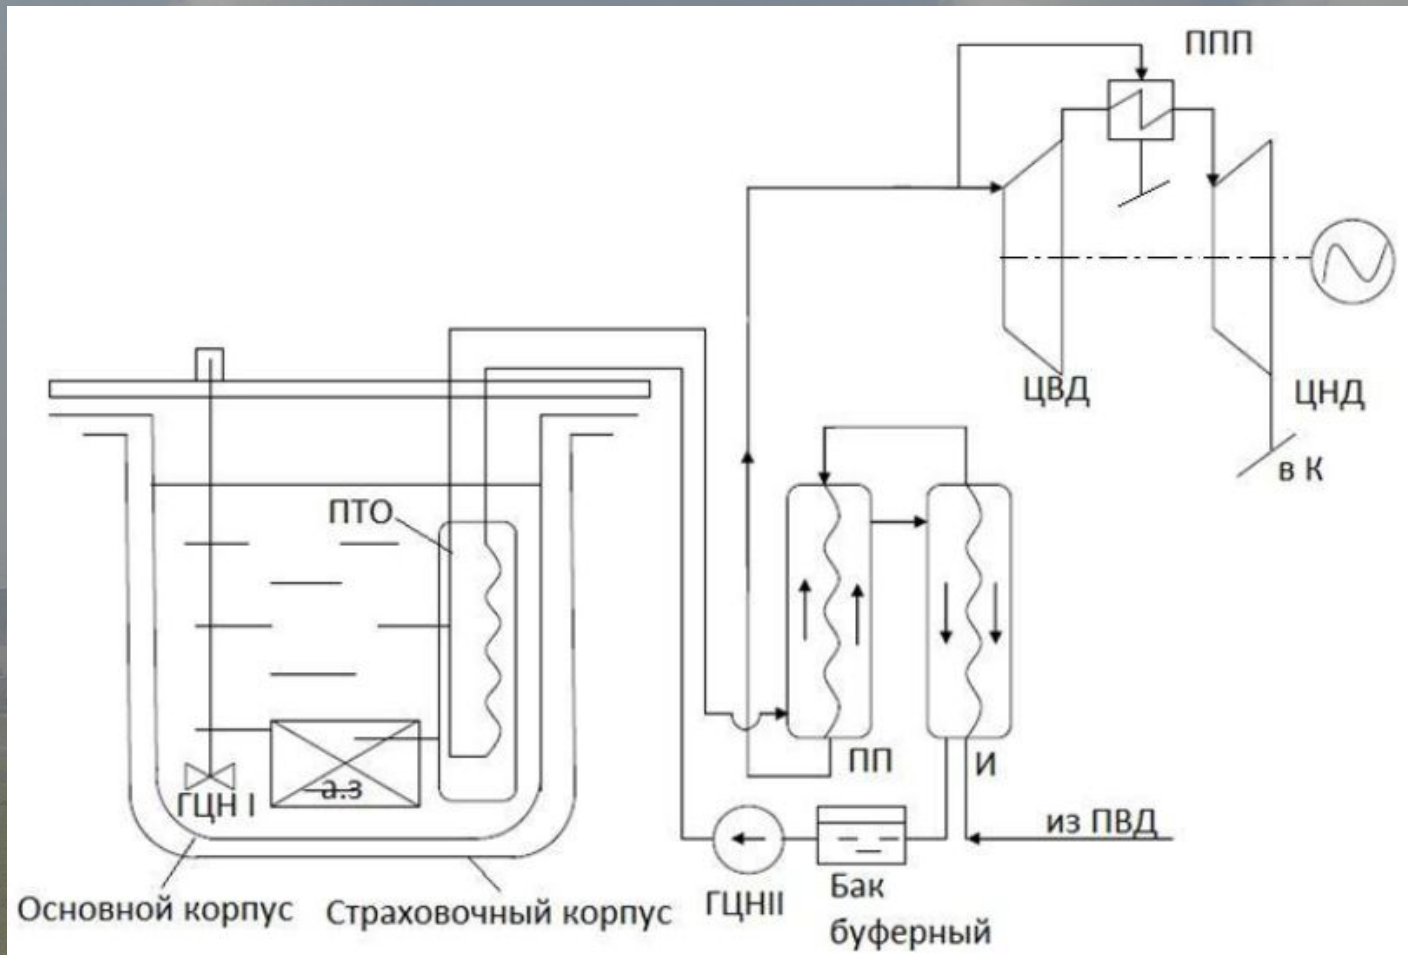 ППП
ЦВД
ЦНД
в К
ПТО
ПП
И
а.з
ГЦН I
из ПВД
ГЦНII
Бак
буферный
Основной корпус
Страховочный корпус